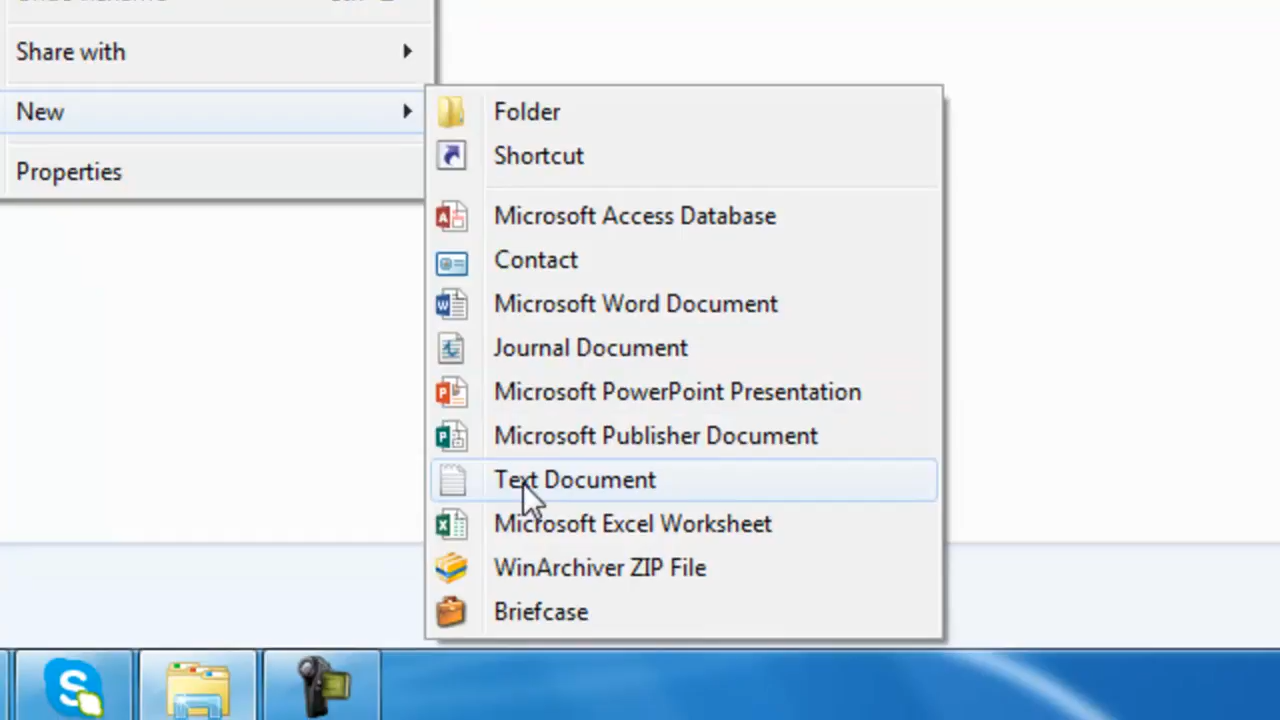 Share with
New
Properties
Folder
Shortcut
Microsoft Access Database
Contact
Microsoft Word Document
Journal Document
Microsoft PowerPoint Presentation
Microsoft Publisher Document
Text Document
Microsoft Excel Worksheet
WinArchiver ZIP File
Briefcase